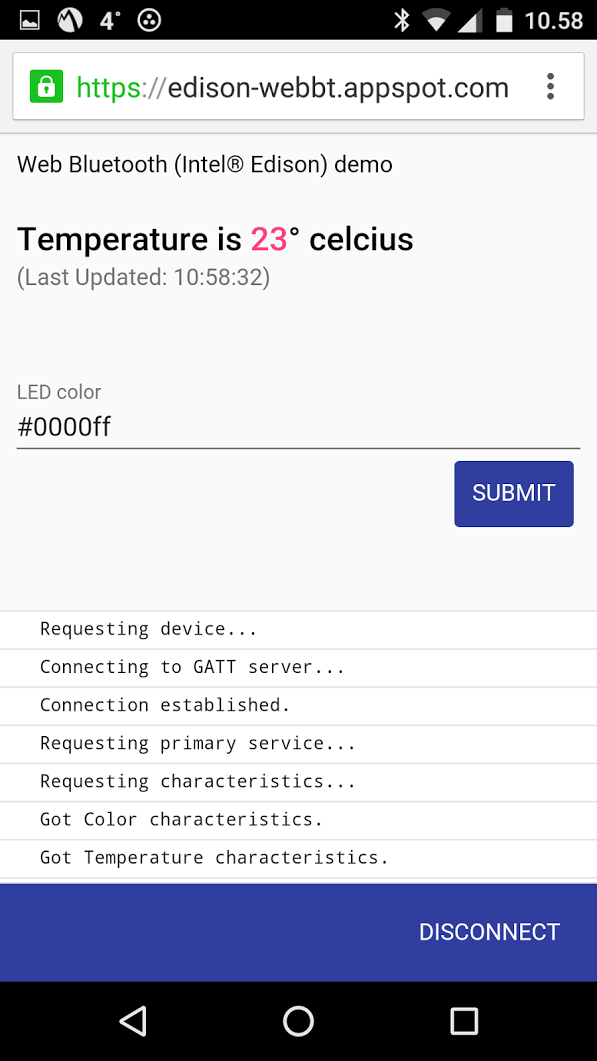 4°
10.58
https://edison-webbt.appspot.com
Web Bluetooth (Intel® Edison) demo
Temperature is 23° celcius
(Last Updated: 10:58:32)
LED color
#0000ff
SUBMIT
Requesting device...
Connecting to GATT server...
Connection established.
Requesting primary service...
Requesting characteristics...
Got Color characteristics.
Got Temperature characteristics.
DISCONNECT